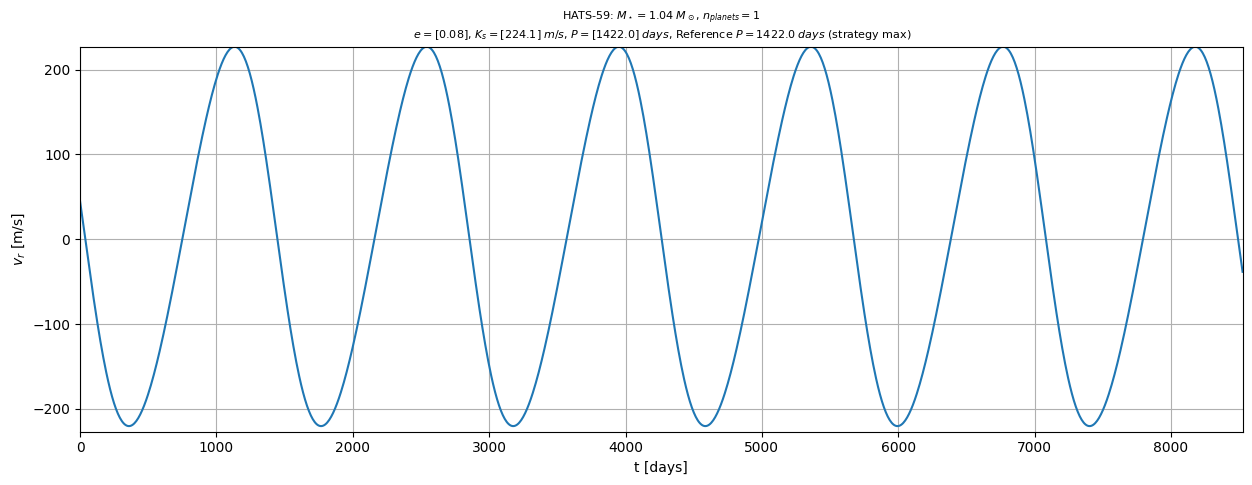 HATS-59: $M_\star = 1.04\ M_\odot$, $n_{planets} = 1$
$e = [0.08]$, $K_s = [224.1]\ m/s$, $P = [1422.0]\ days$, Reference $P = 1422.0\ days$ (strategy max)
200
100
0
−100
−200
$v_r$ [m/s]
0 1000 2000 3000 4000 5000 6000 7000 8000
t [days]